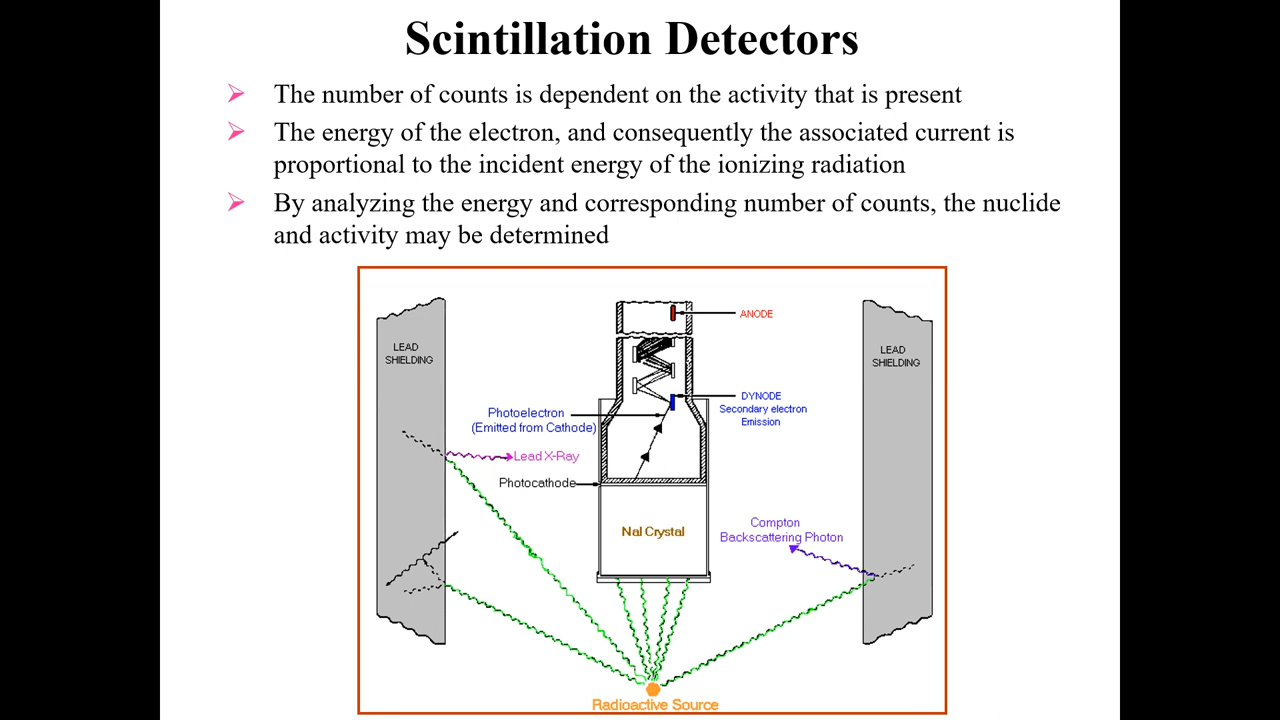 Scintillation Detectors
The number of counts is dependent on the activity that is present
The energy of the electron, and consequently the associated current is
proportional to the incident energy of the ionizing radiation
By analyzing the energy and corresponding number of counts, the nuclide
and activity may be determined
ANODE
LEAD
SHIELDING
LEAD
SHIELDING
DYNODE
Secondary electron
Emission
Photoelectron
(Emitted from Cathode)
Lead X-Ray
Photocathode
NaI Crystal
Compton
Backscattering Photon
Radioactive Source